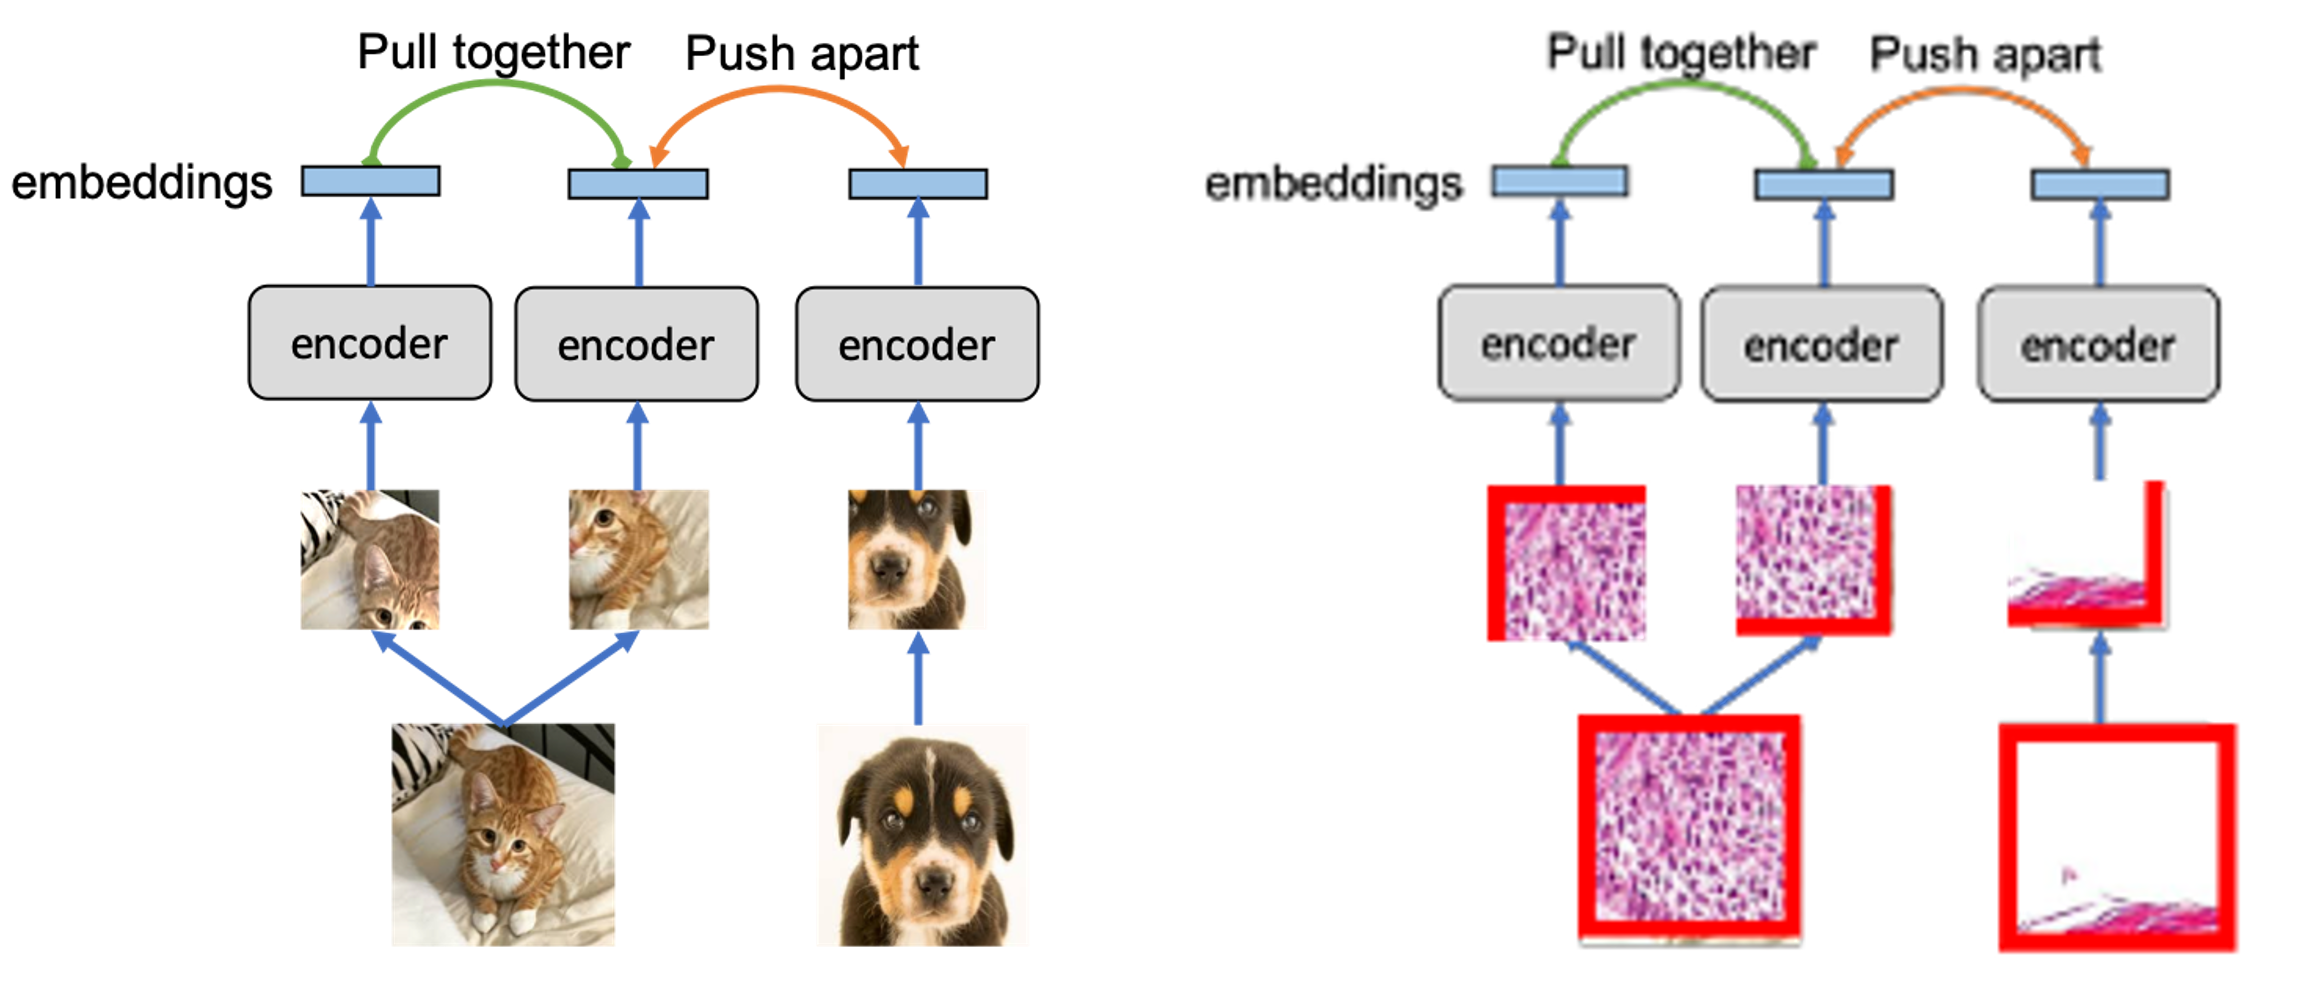 Pull together Push apart
embeddings
encoder encoder encoder
Pull together Push apart
embeddings
encoder encoder encoder